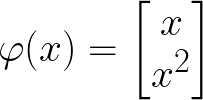 φ(x) = [x
x²]